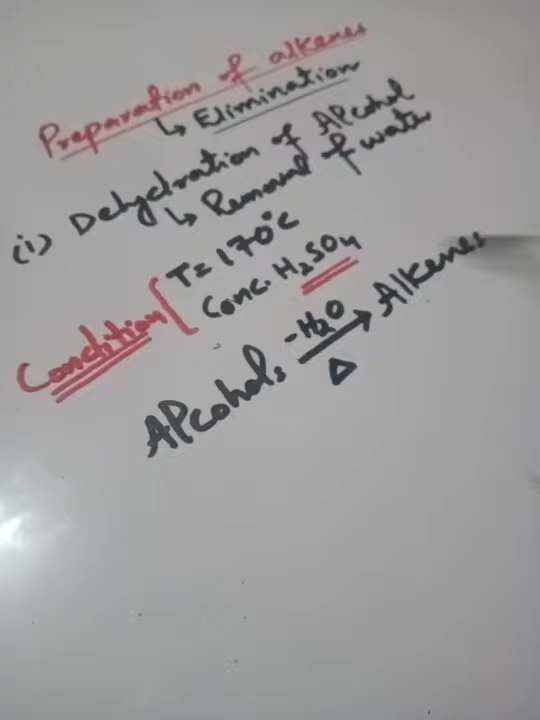 Preparation of alkenes
↳ Elimination
(i) Dehydration of Alcohol
↳ Removal of water
Condition [ T = 170°C
Conc. H₂SO₄
Alcohols -H₂O → Alkenes
Δ